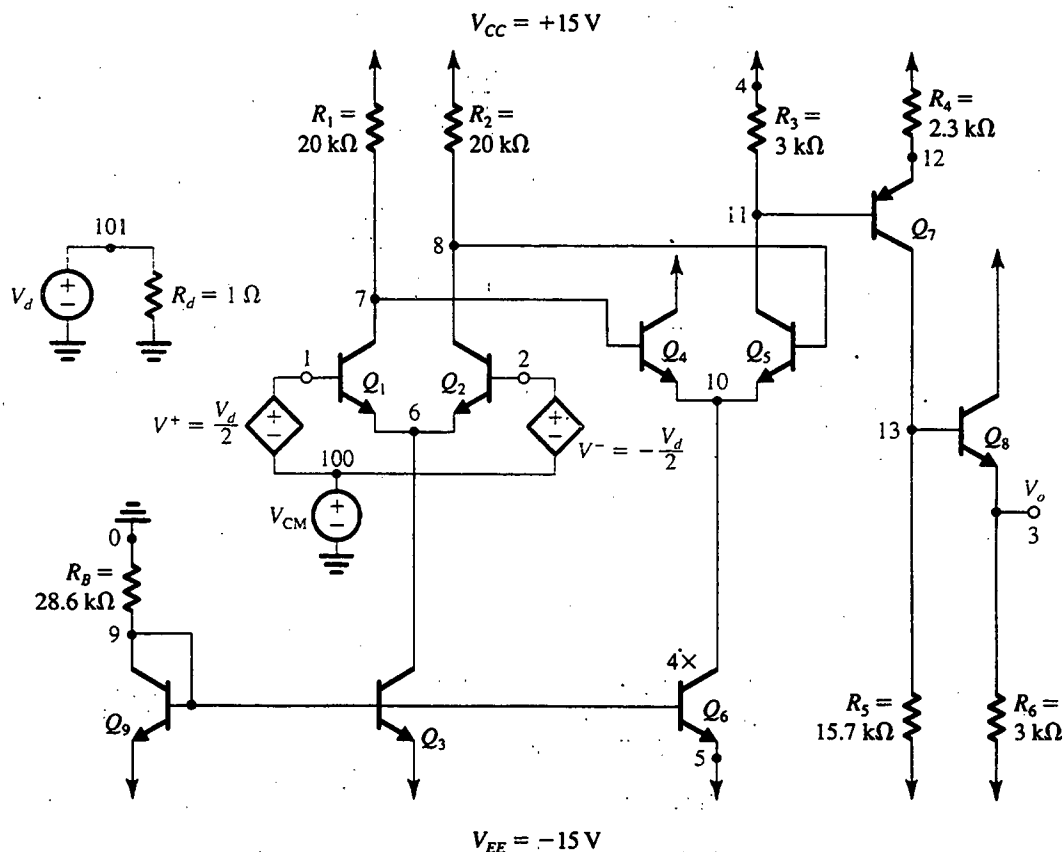 V_CC = +15 V
4
R_1 =
20 kΩ
R_2 =
20 kΩ
R_3 =
3 kΩ
R_4 =
2.3 kΩ
12
101
V_d
+
−
R_d = 1 Ω
11
Q_7
8
7
Q_4
Q_5
1
Q_1
Q_2
2
10
6
V^+ = V_d/2
+
−
+
−
V^− = −V_d/2
100
V_CM
+
−
13
Q_8
V_o
3
0
R_B =
28.6 kΩ
9
4×
Q_9
Q_3
Q_6
5
R_5 =
15.7 kΩ
R_6 =
3 kΩ
V_EE = −15 V